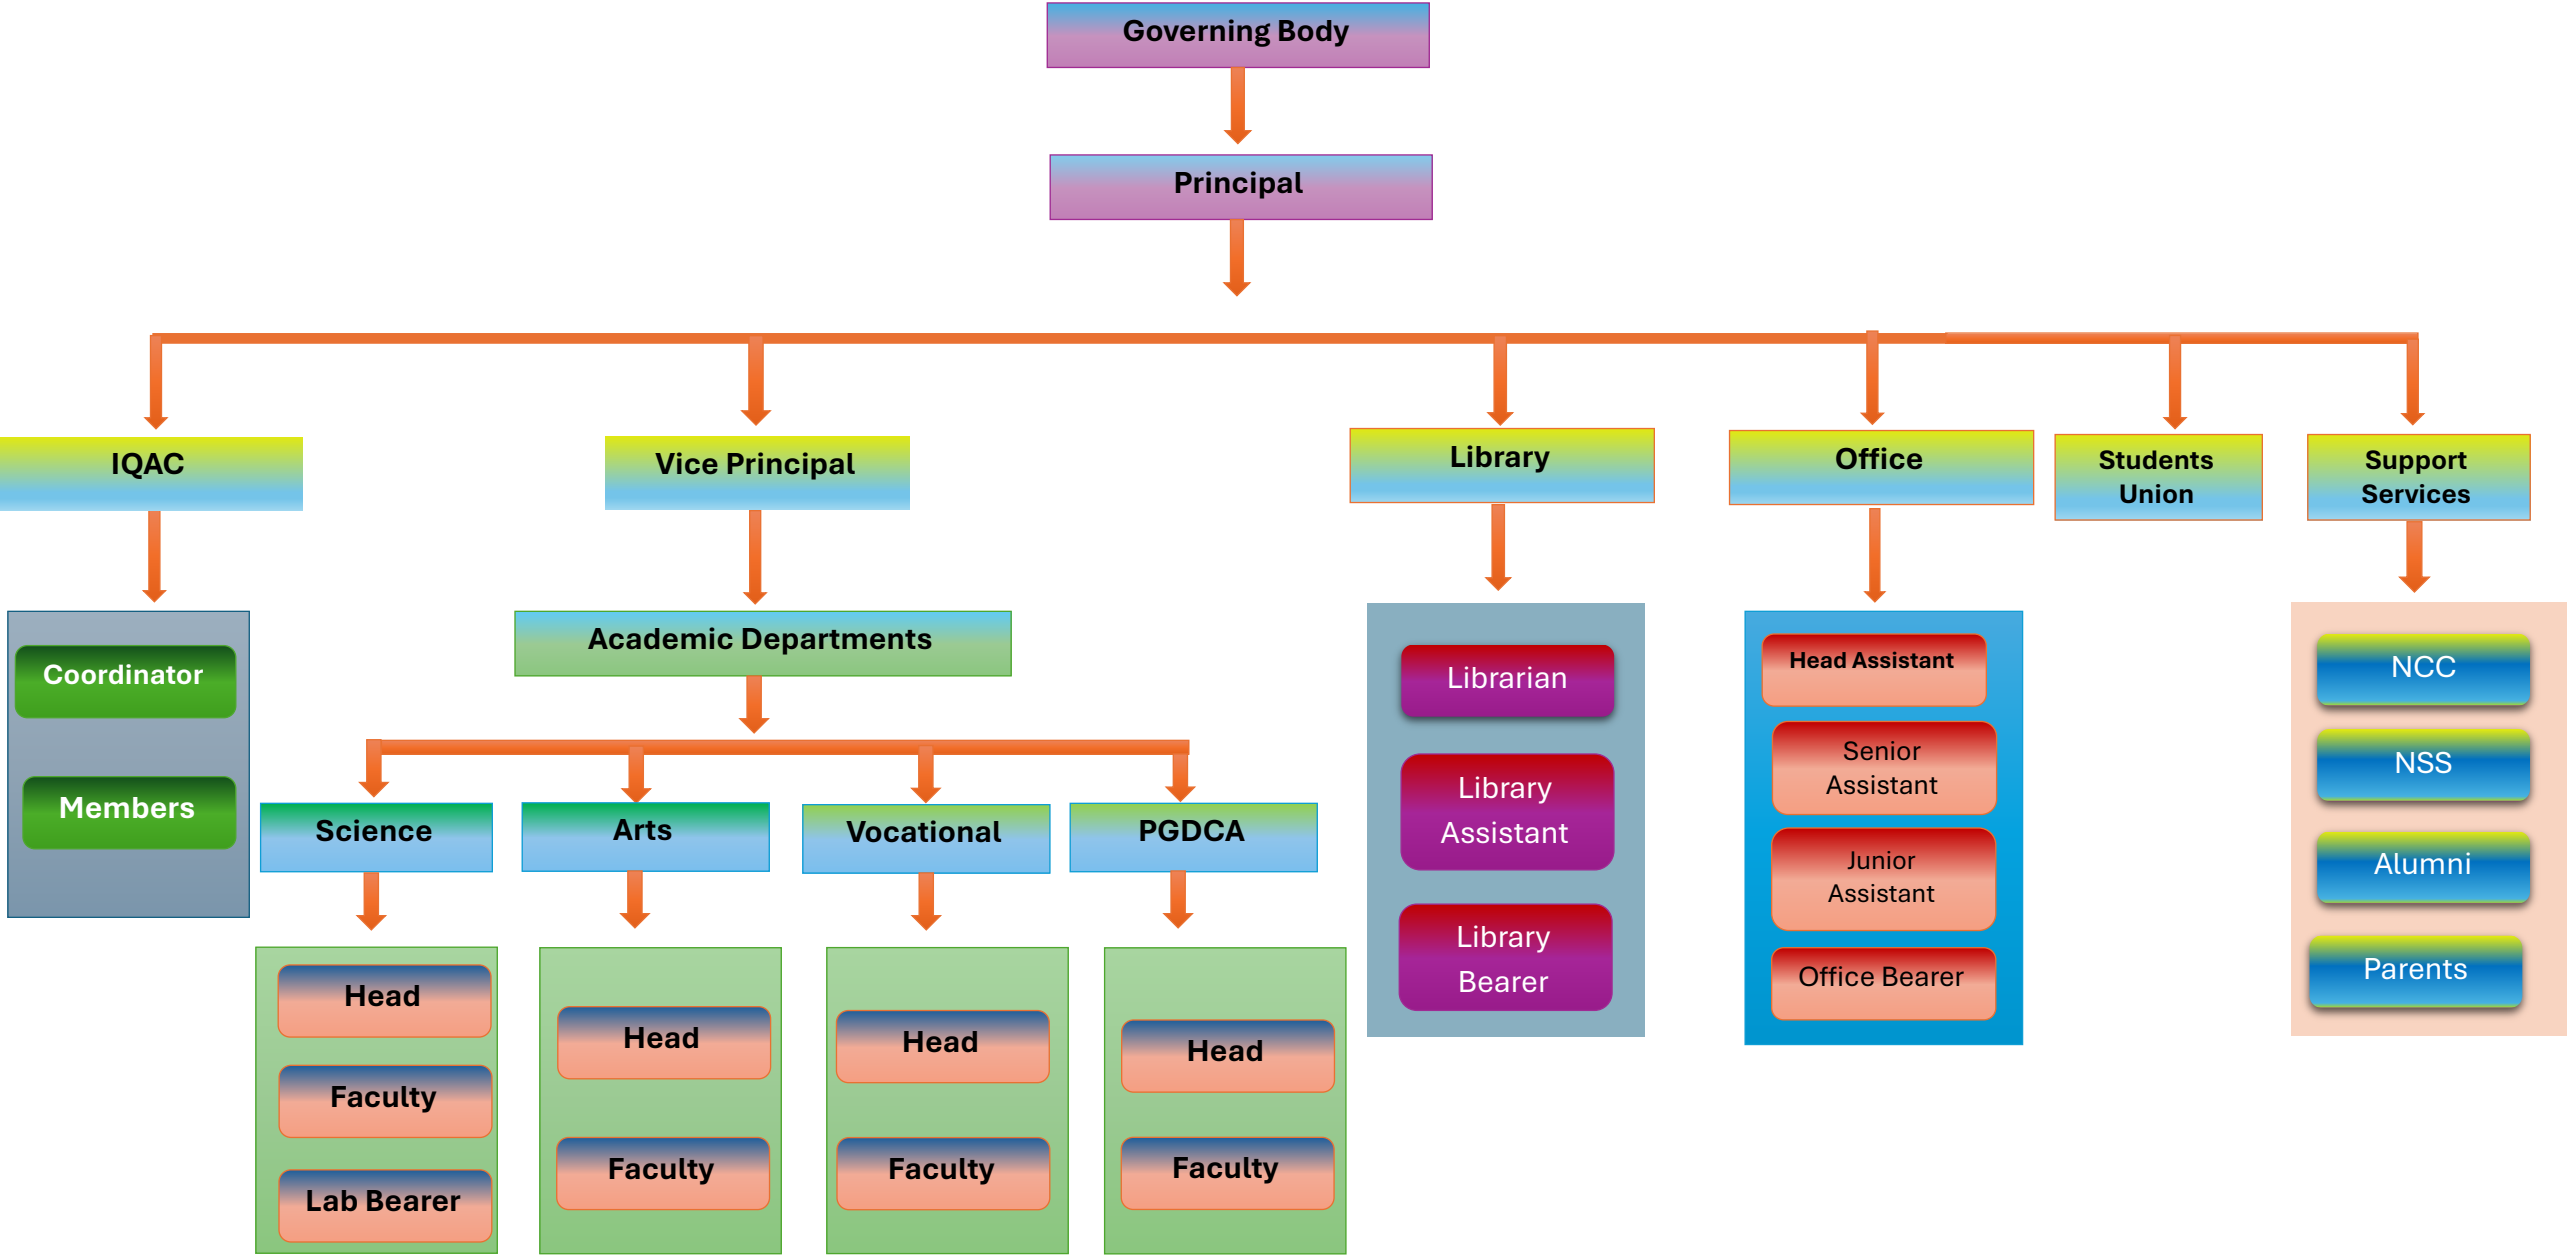 Governing Body
Principal
IQAC
Vice Principal
Library
Office
Students
Union
Support
Services
Coordinator
Members
Academic Departments
Science
Arts
Vocational
PGDCA
Head
Faculty
Lab Bearer
Head
Faculty
Head
Faculty
Head
Faculty
Librarian
Library
Assistant
Library
Bearer
Head Assistant
Senior
Assistant
Junior
Assistant
Office Bearer
NCC
NSS
Alumni
Parents